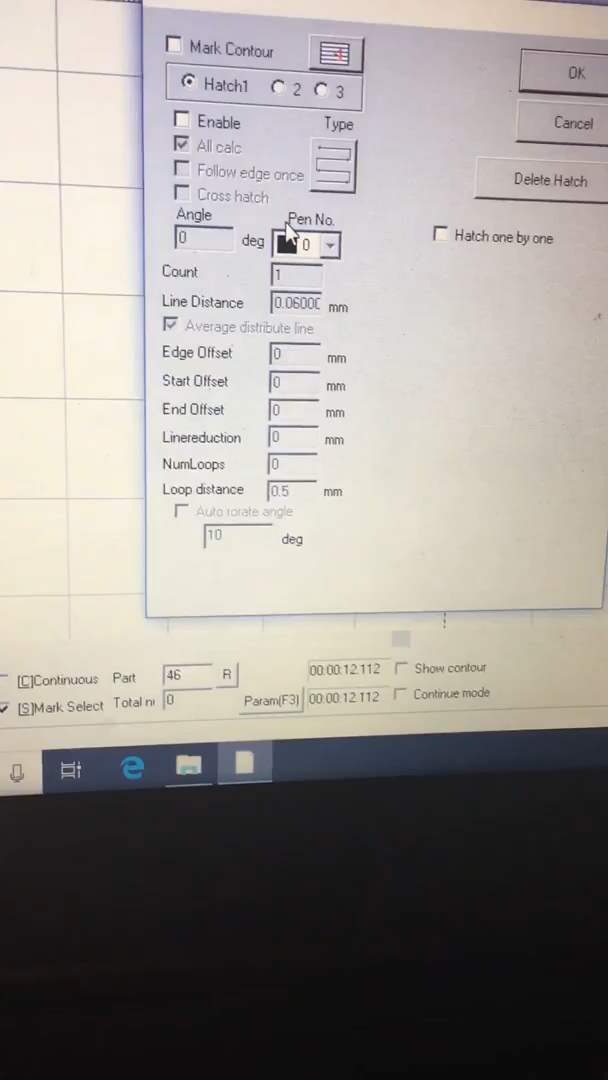 Mark Contour
Hatch1 2 3
OK
Enable Type
Cancel
All calc
Follow edge once
Delete Hatch
Cross hatch
Angle Pen No.
0 deg 0
Hatch one by one
Count 1
Line Distance 0.0600 mm
Average distribute line
Edge Offset 0 mm
Start Offset 0 mm
End Offset 0 mm
Linereduction 0 mm
NumLoops 0
Loop distance 0.5 mm
Auto rorate angle
10 deg
[C]Continuous Part 46 R 00:00:12.112 Show contour
[S]Mark Select Total n 0 Param(F3) 00:00:12.112 Continue mode